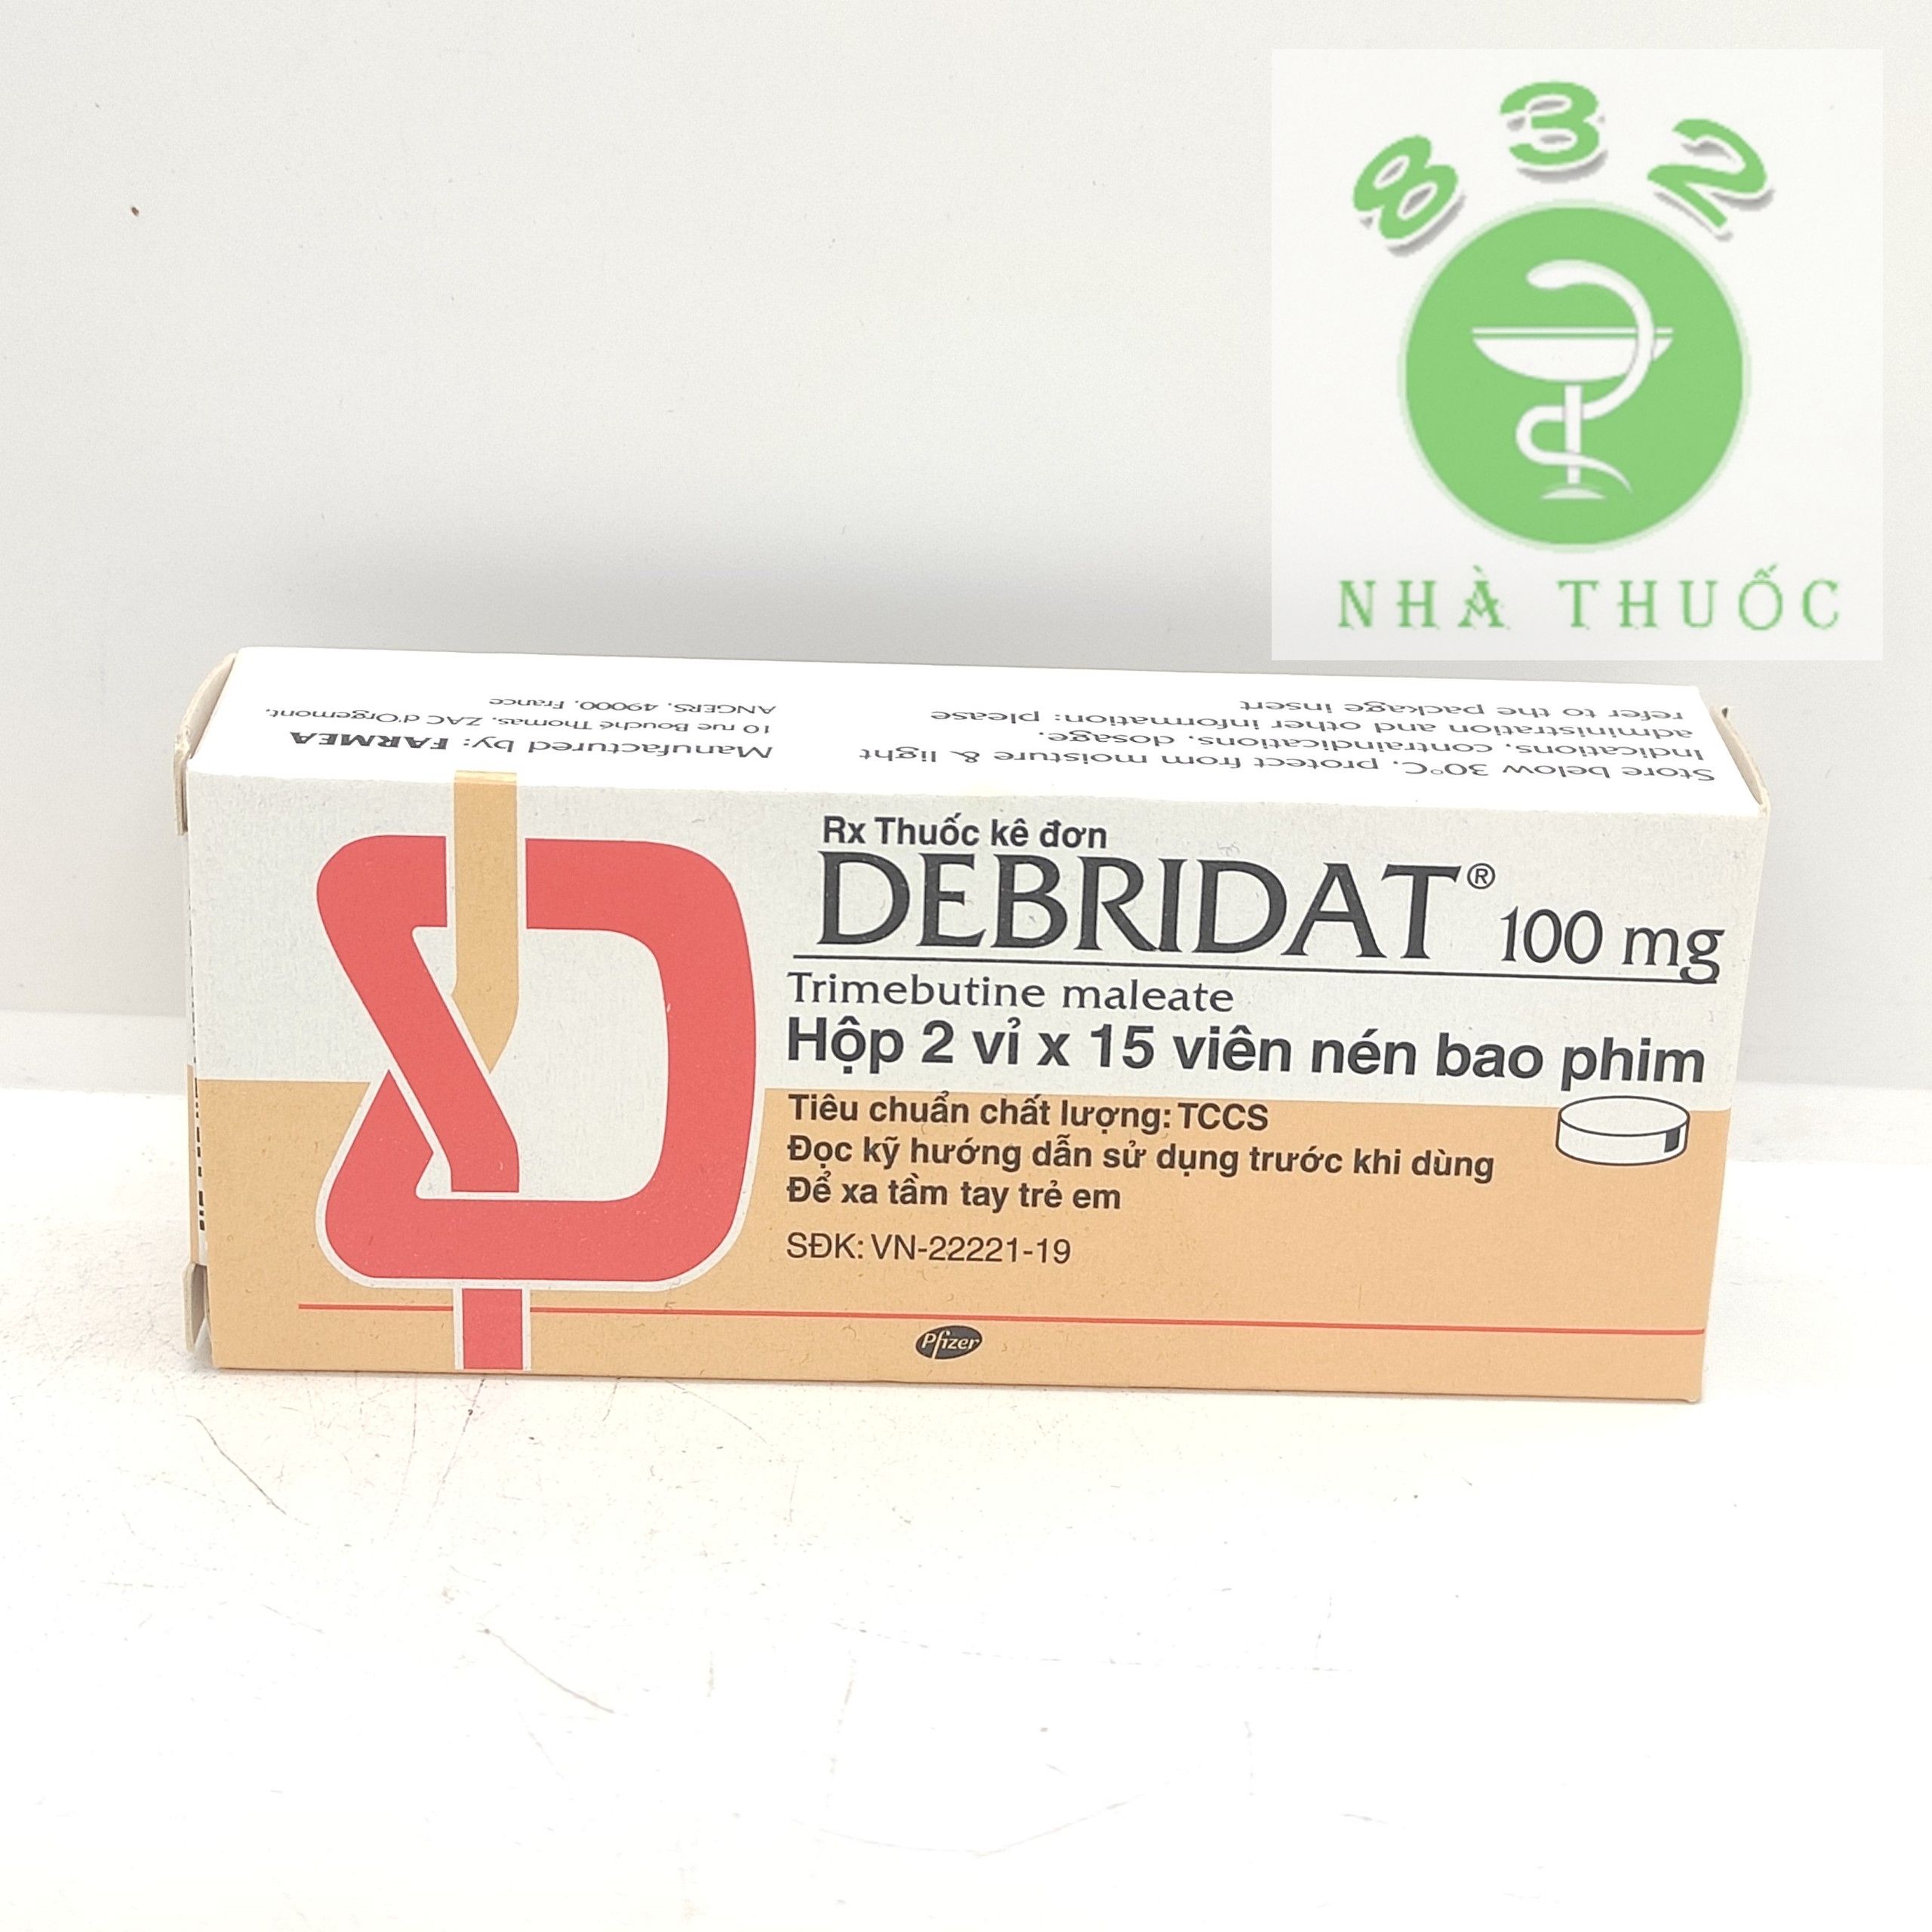 832
NHÀ THUỐC
Store below 30°C, protect from moisture & light
Indications, contraindications, dosage,
administration and other information: please
refer to the package insert
Manufactured by: FARMEA
10 rue Bouché Thomas, ZAC d'Orgemont,
ANGERS, 49000, France
Rx Thuốc kê đơn
DEBRIDAT® 100 mg
Trimebutine maleate
Hộp 2 vỉ x 15 viên nén bao phim
Tiêu chuẩn chất lượng: TCCS
Đọc kỹ hướng dẫn sử dụng trước khi dùng
Để xa tầm tay trẻ em
SĐK: VN-22221-19
Pfizer